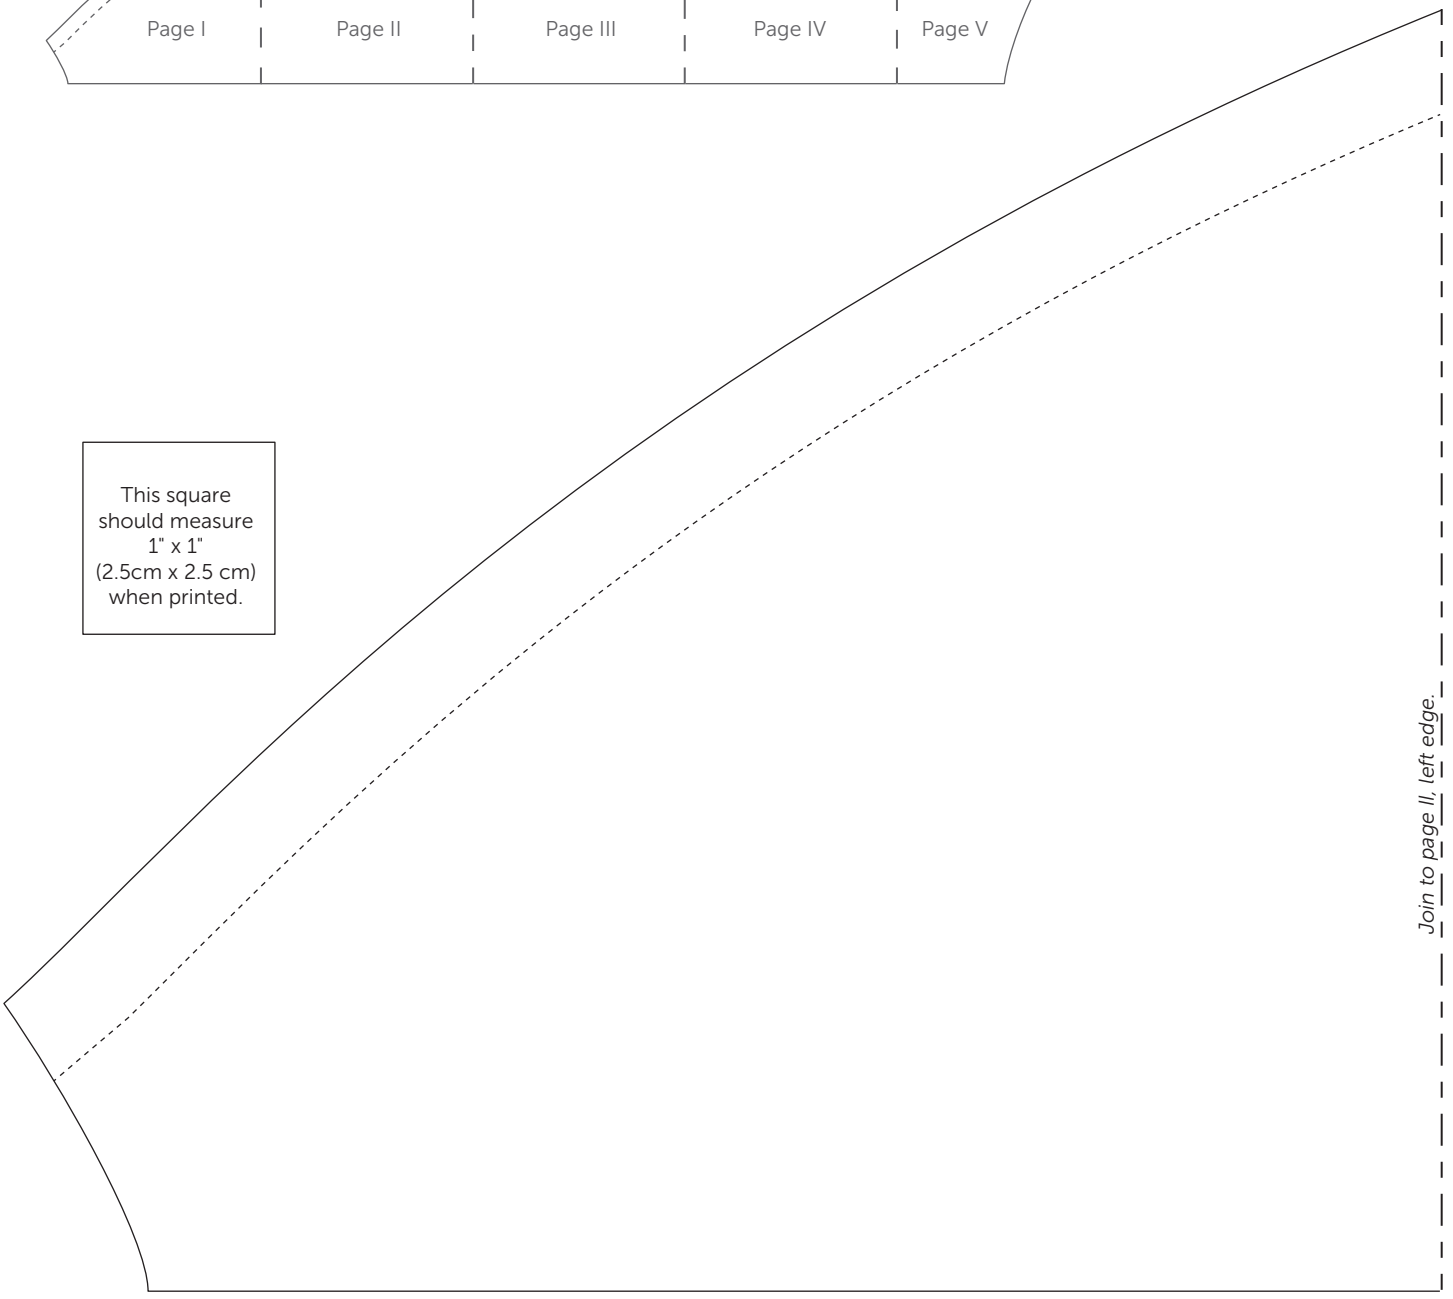 Page I
Page II
Page III
Page IV
Page V
This square
should measure
1" x 1"
(2.5cm x 2.5 cm)
when printed.
Join to page II, left edge.